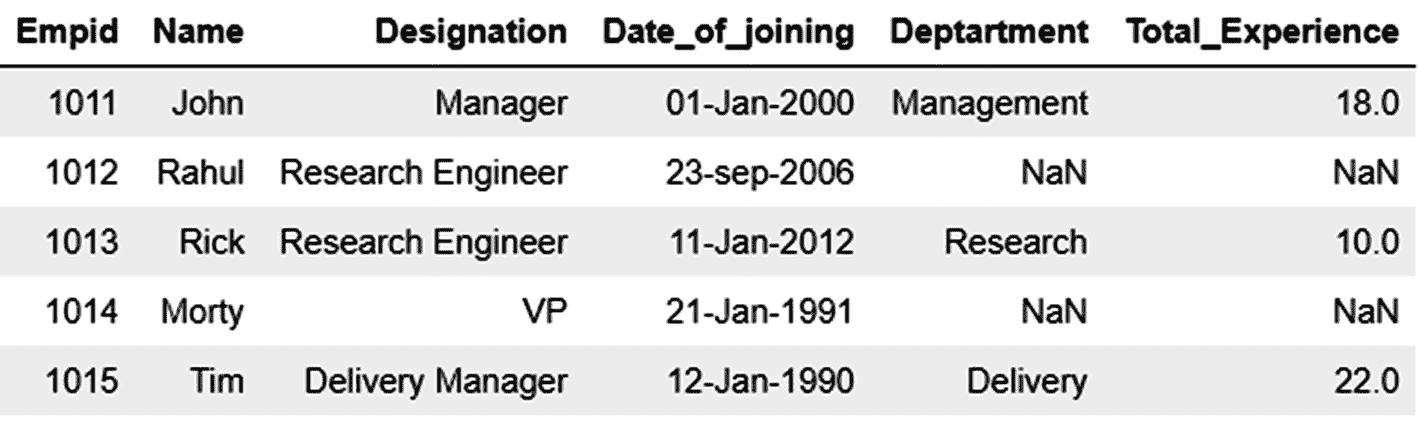 Empid Name Designation Date_of_joining Deptartment Total_Experience
1011 John Manager 01-Jan-2000 Management 18.0
1012 Rahul Research Engineer 23-sep-2006 NaN NaN
1013 Rick Research Engineer 11-Jan-2012 Research 10.0
1014 Morty VP 21-Jan-1991 NaN NaN
1015 Tim Delivery Manager 12-Jan-1990 Delivery 22.0